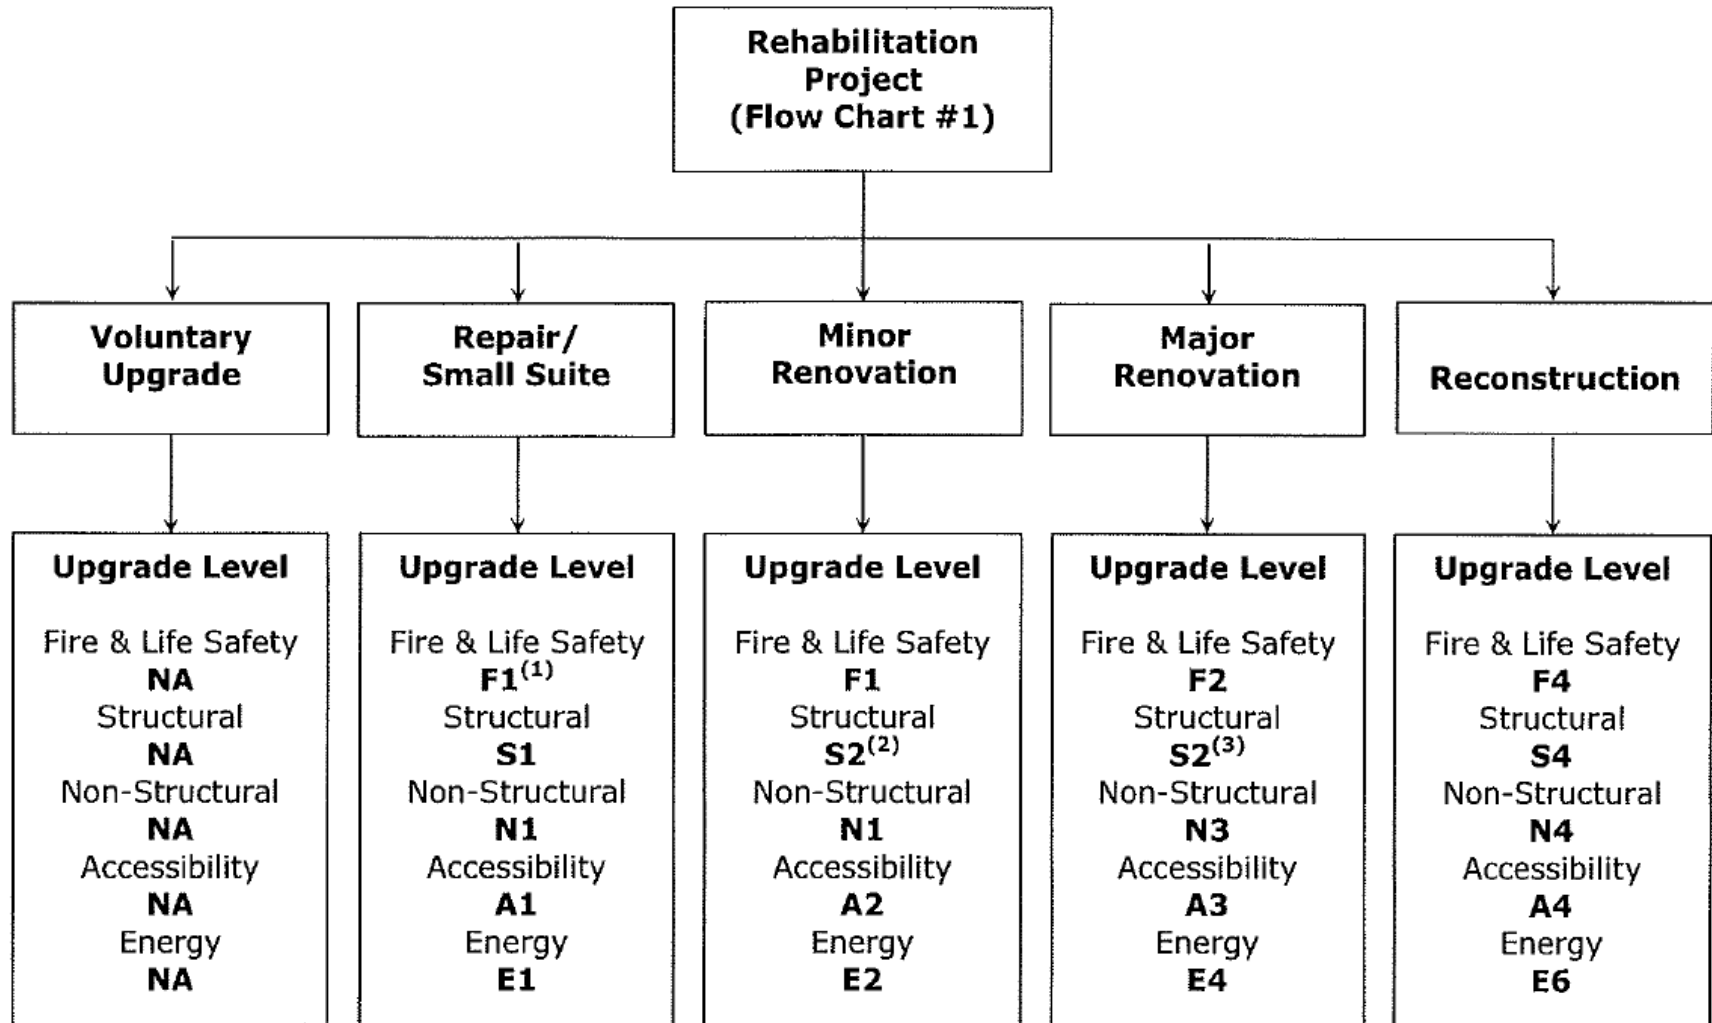 Rehabilitation
Project
(Flow Chart #1)
Voluntary
Upgrade
Repair/
Small Suite
Minor
Renovation
Major
Renovation
Reconstruction
Upgrade Level
Fire & Life Safety
NA
Structural
NA
Non-Structural
NA
Accessibility
NA
Energy
NA
Upgrade Level
Fire & Life Safety
F1(1)
Structural
S1
Non-Structural
N1
Accessibility
A1
Energy
E1
Upgrade Level
Fire & Life Safety
F1
Structural
S2(2)
Non-Structural
N1
Accessibility
A2
Energy
E2
Upgrade Level
Fire & Life Safety
F2
Structural
S2(3)
Non-Structural
N3
Accessibility
A3
Energy
E4
Upgrade Level
Fire & Life Safety
F4
Structural
S4
Non-Structural
N4
Accessibility
A4
Energy
E6